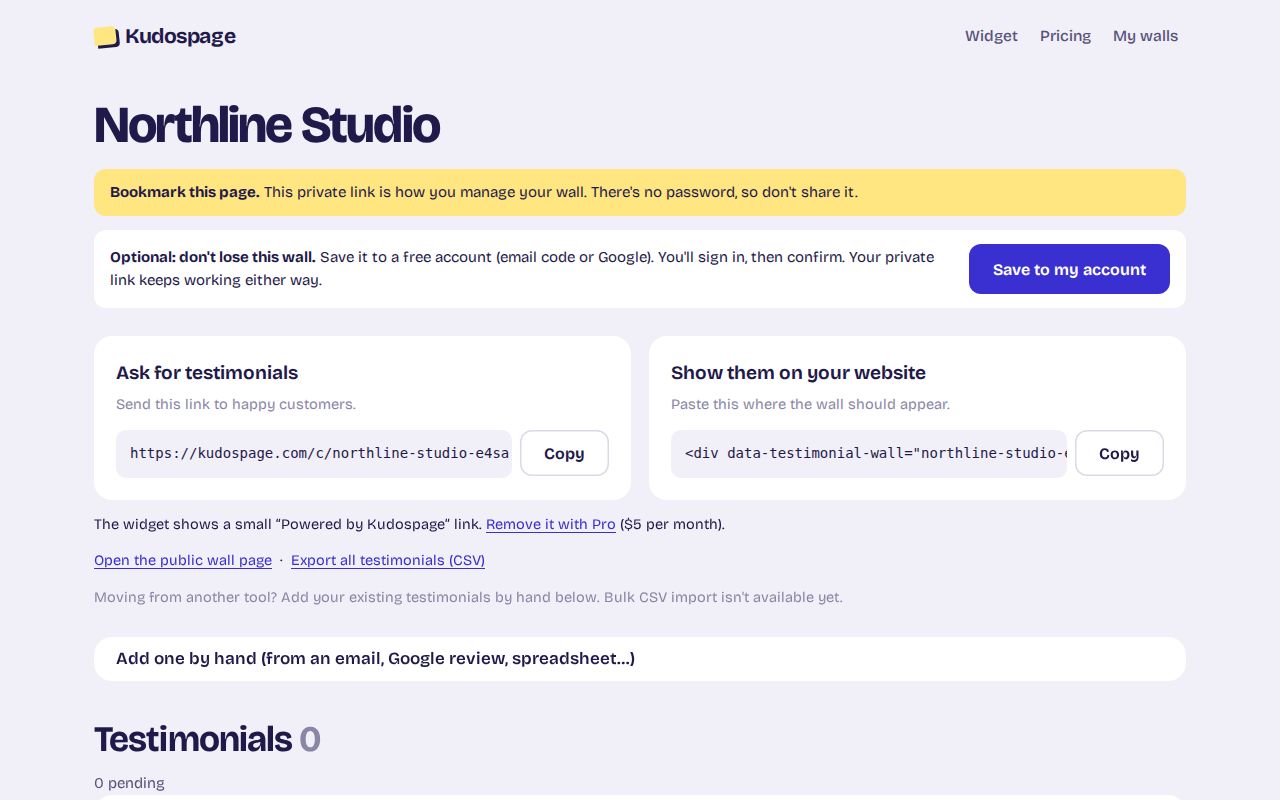 Kudospage
Widget Pricing My walls
Northline Studio
Bookmark this page. This private link is how you manage your wall. There's no password, so don't share it.
Optional: don't lose this wall. Save it to a free account (email code or Google). You'll sign in, then confirm. Your private
link keeps working either way.
Save to my account
Ask for testimonials
Send this link to happy customers.
https://kudospage.com/c/northline-studio-e4sa
Copy
Show them on your website
Paste this where the wall should appear.
<div data-testimonial-wall="northline-studio-e
Copy
The widget shows a small “Powered by Kudospage” link. Remove it with Pro ($5 per month).
Open the public wall page · Export all testimonials (CSV)
Moving from another tool? Add your existing testimonials by hand below. Bulk CSV import isn't available yet.
Add one by hand (from an email, Google review, spreadsheet…)
Testimonials 0
0 pending